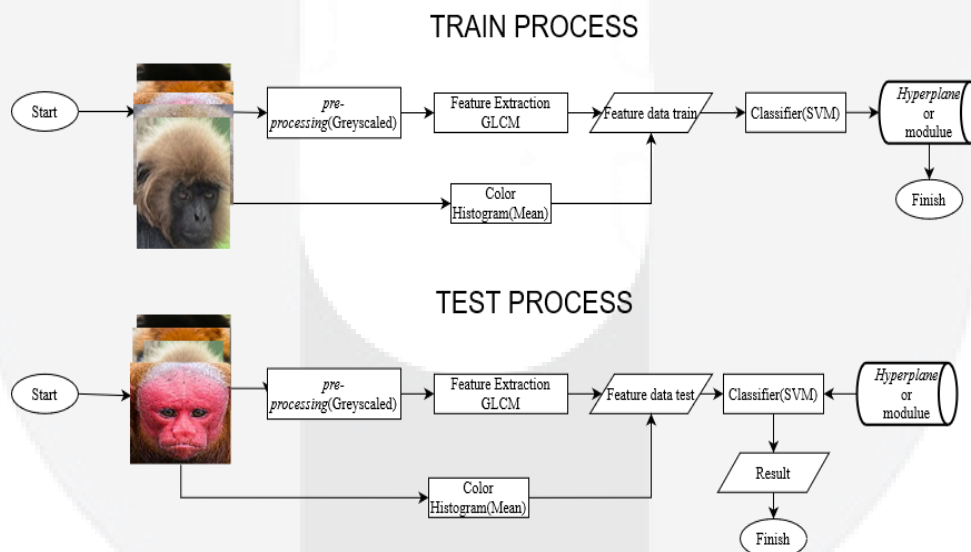 TRAIN PROCESS
Start
pre-
processing(Greyscaled)
Feature Extraction
GLCM
Feature data train
Classifier(SVM)
Hyperplane
or
modulue
Color
Histogram(Mean)
Finish
TEST PROCESS
Start
pre-
processing(Greyscaled)
Feature Extraction
GLCM
Feature data test
Classifier(SVM)
Hyperplane
or
modulue
Color
Histogram(Mean)
Result
Finish